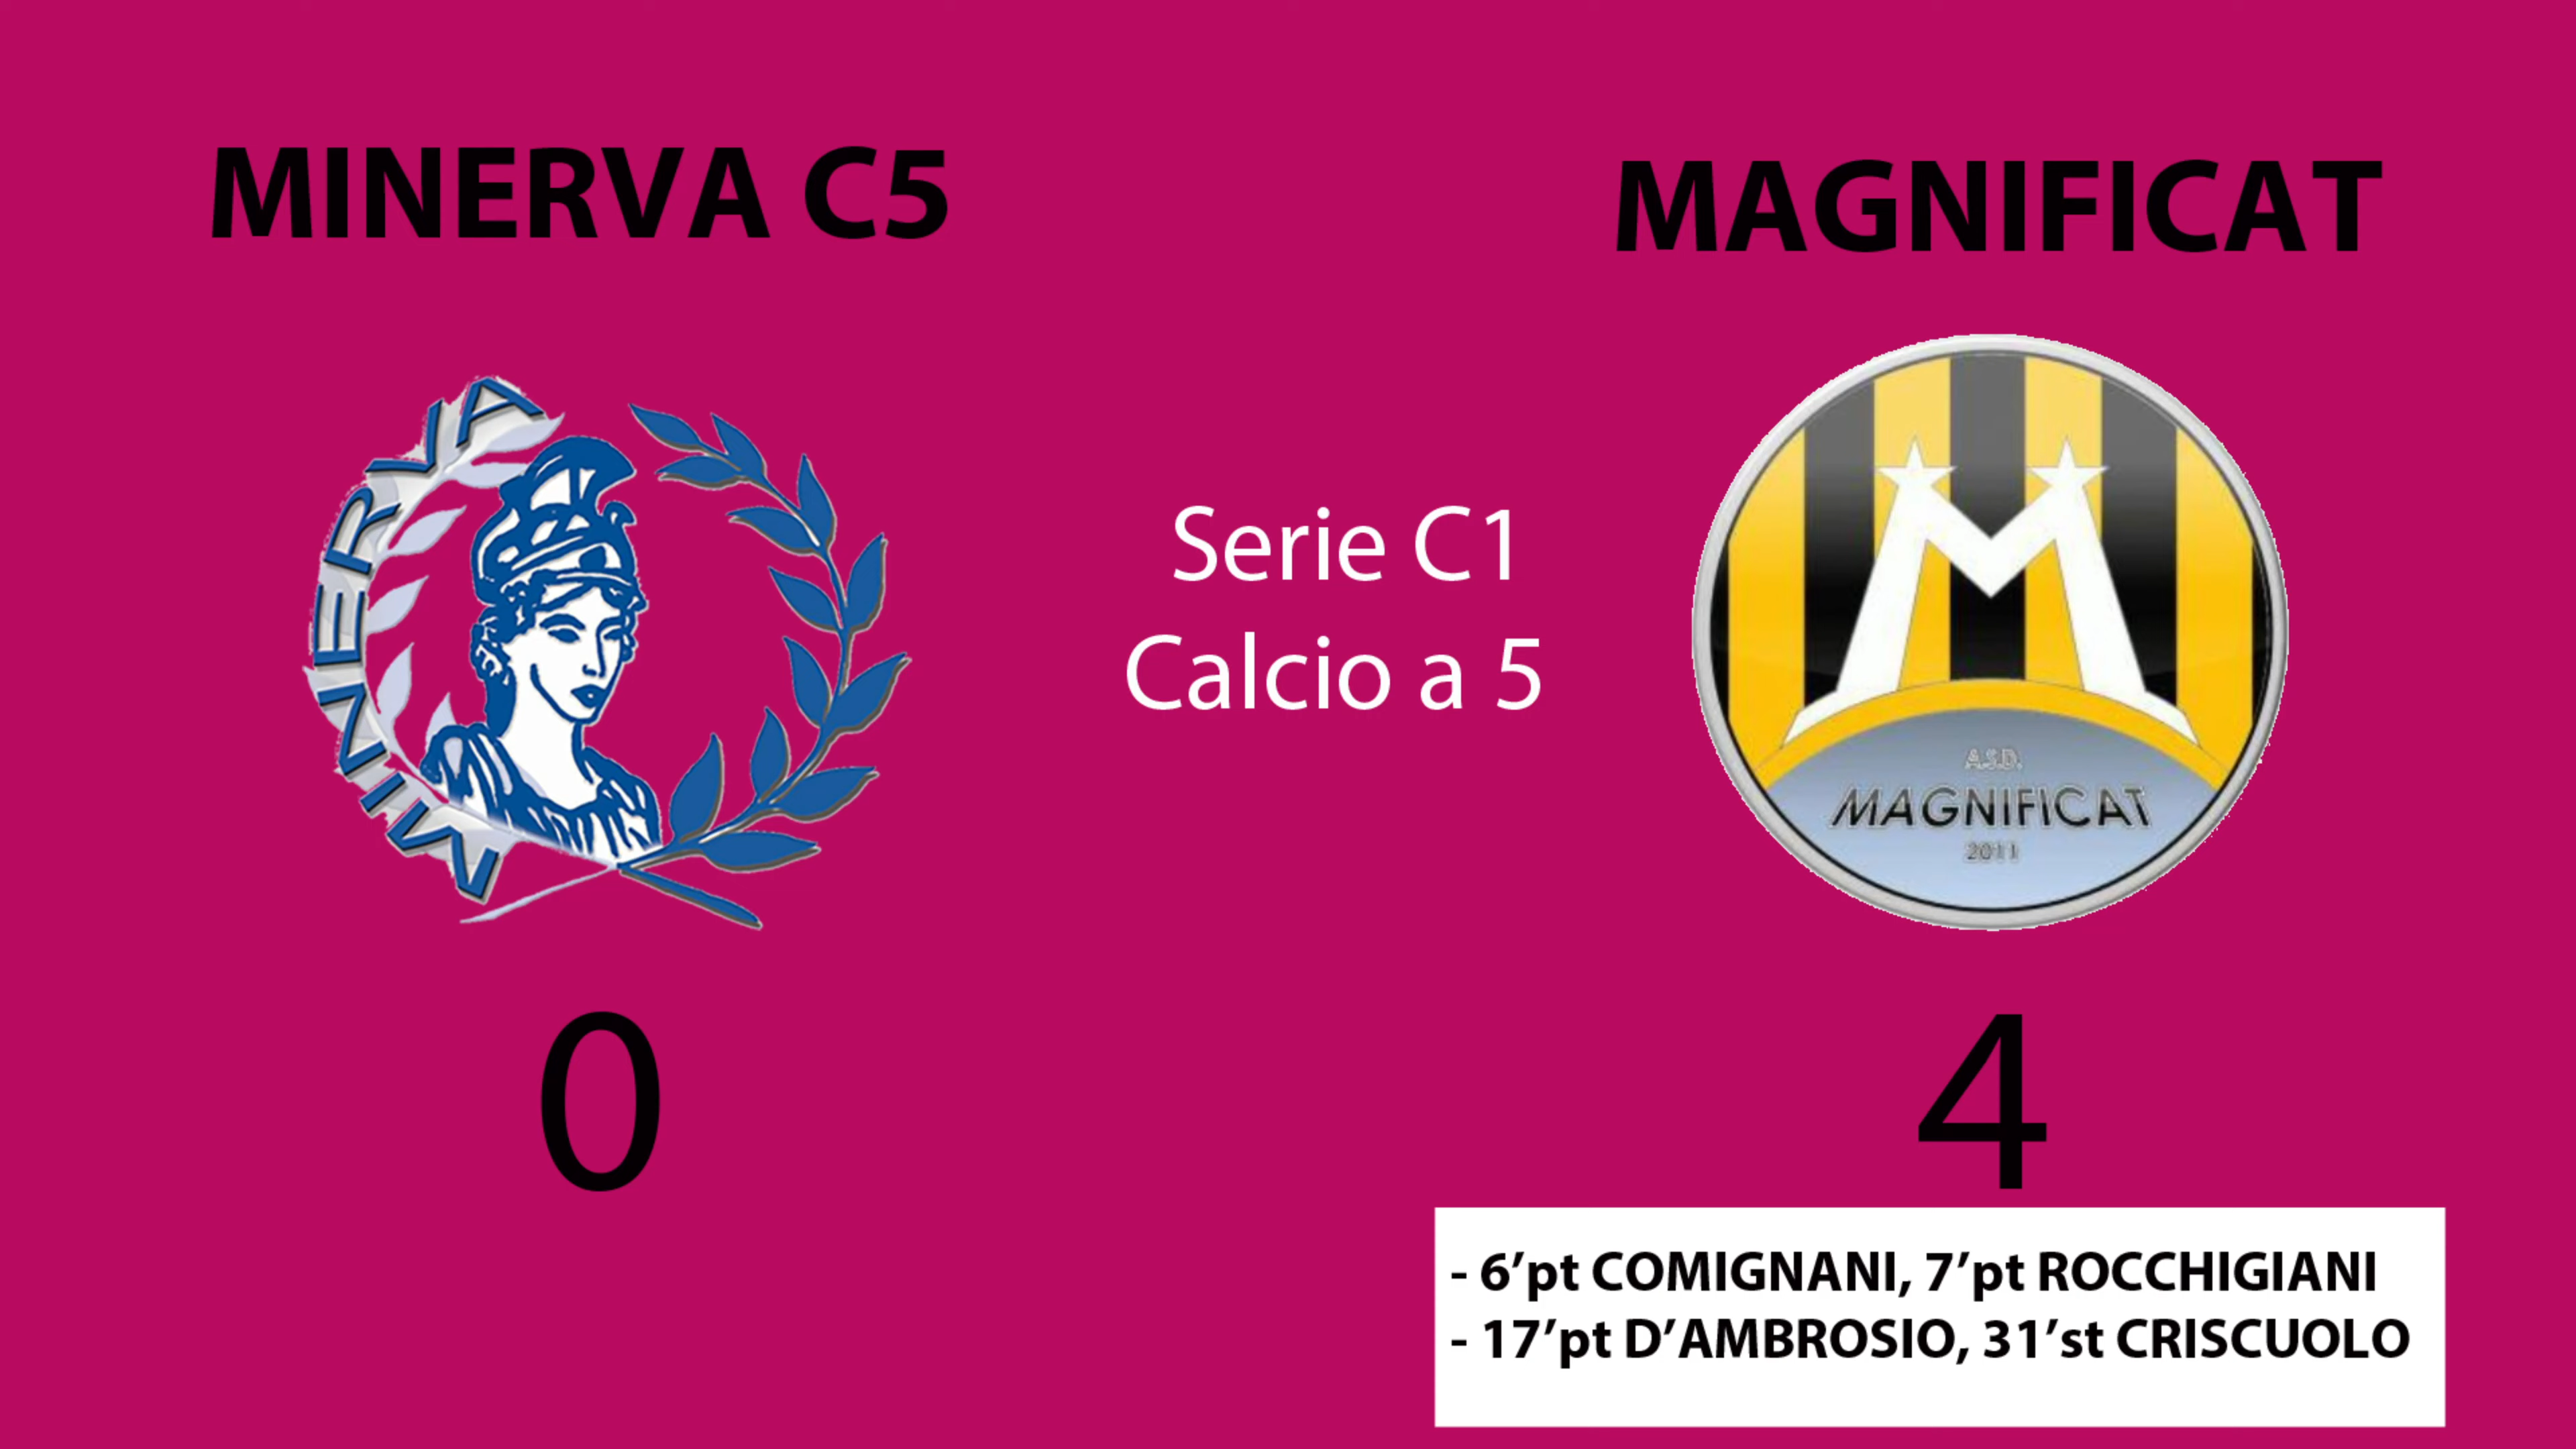 MINERVA C5
MAGNIFICAT
MINERVA
Serie C1
Calcio a 5
A.S.D.
MAGNIFICAT
2011
0
4
- 6’pt COMIGNANI, 7’pt ROCCHIGIANI
- 17’pt D’AMBROSIO, 31’st CRISCUOLO